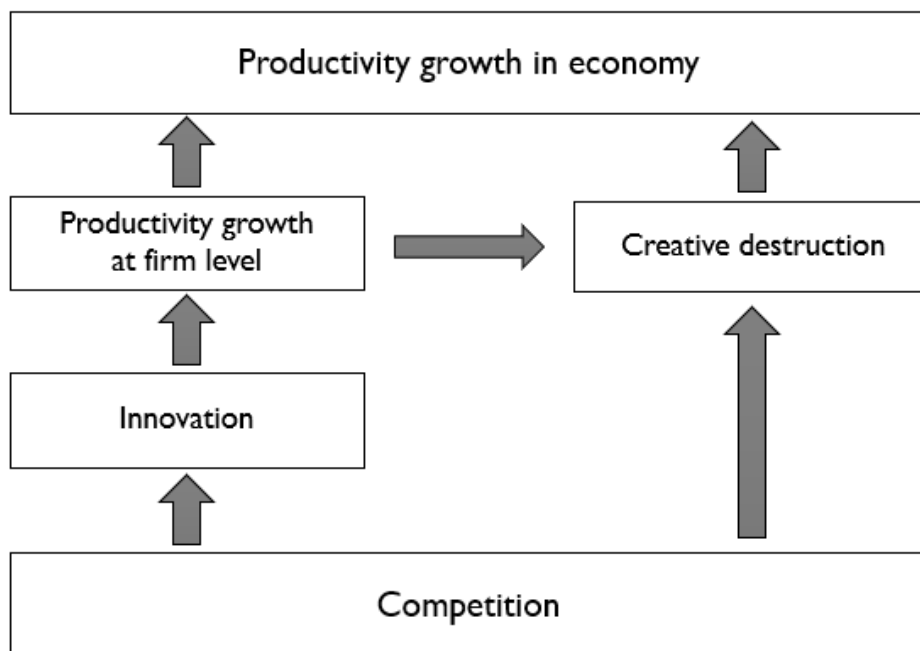 Productivity growth in economy
Productivity growth
at firm level
Creative destruction
Innovation
Competition